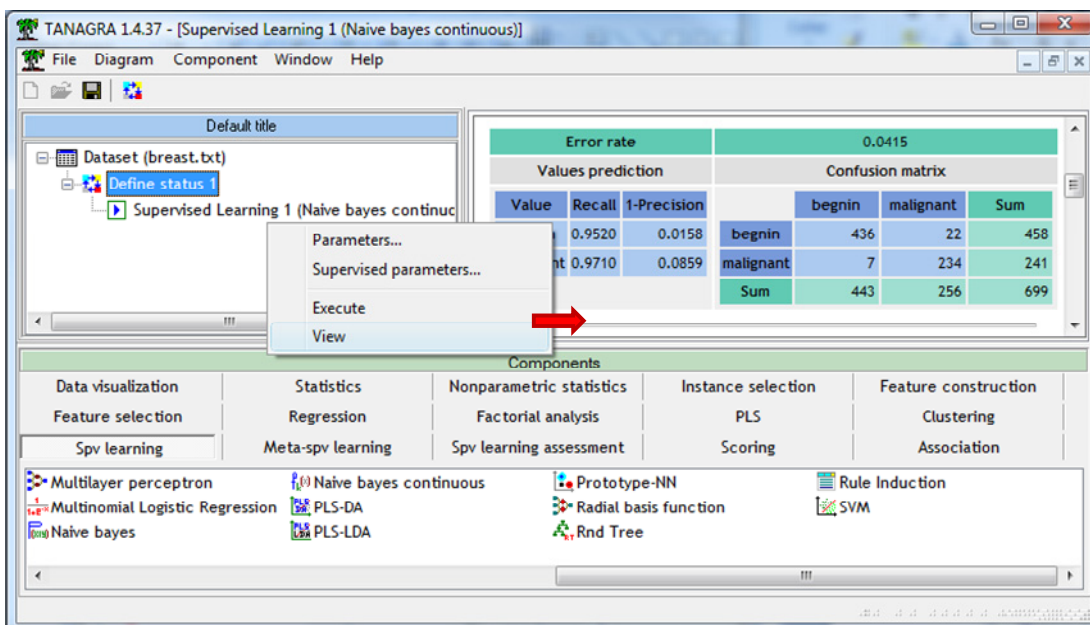 TANAGRA 1.4.37 - [Supervised Learning 1 (Naive bayes continuous)]
File Diagram Component Window Help
Default title
Dataset (breast.txt)
Define status 1
Supervised Learning 1 (Naive bayes continuc
Parameters...
Supervised parameters...
Execute
View
Error rate 0.0415
Values prediction Confusion matrix
Value Recall 1-Precision begnin malignant Sum
0.9520 0.0158 begnin 436 22 458
nt 0.9710 0.0859 malignant 7 234 241
Sum 443 256 699
Components
Data visualization Statistics Nonparametric statistics Instance selection Feature construction
Feature selection Regression Factorial analysis PLS Clustering
Spv learning Meta-spv learning Spv learning assessment Scoring Association
Multilayer perceptron Naive bayes continuous Prototype-NN Rule Induction
Multinomial Logistic Regression PLS-DA Radial basis function SVM
Naive bayes PLS-LDA Rnd Tree